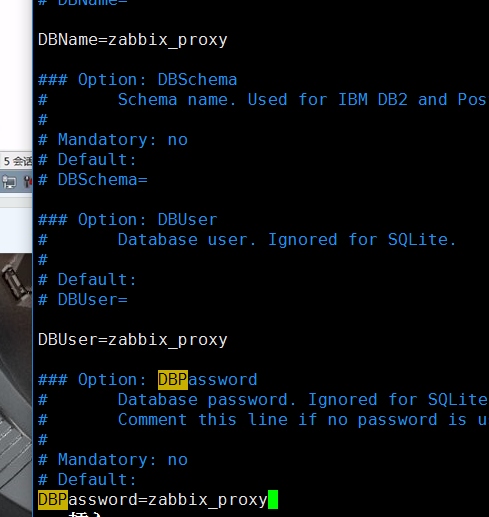 # DBName=
DBName=zabbix_proxy
### Option: DBSchema
# Schema name. Used for IBM DB2 and Pos
#
# Mandatory: no
# Default:
# DBSchema=
5 会话
### Option: DBUser
# Database user. Ignored for SQLite.
#
# Default:
# DBUser=
DBUser=zabbix_proxy
### Option: DBPassword
# Database password. Ignored for SQLite
# Comment this line if no password is u
#
# Mandatory: no
# Default:
DBPassword=zabbix_proxy